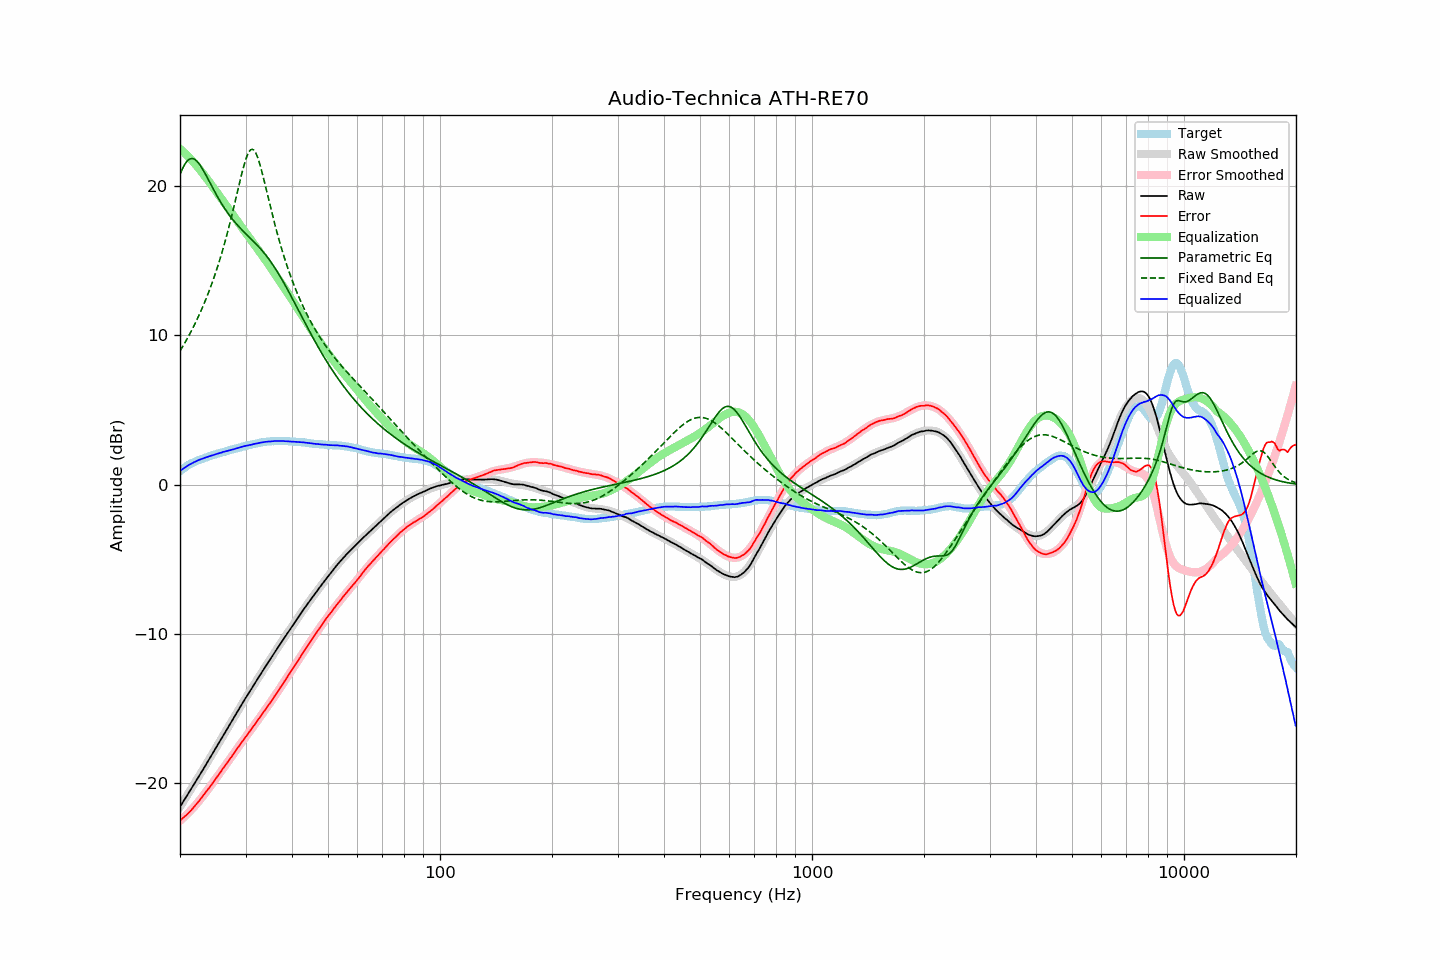 Audio-Technica ATH-RE70
Target
Raw Smoothed
Error Smoothed
Raw
Error
Equalization
Parametric Eq
Fixed Band Eq
Equalized
20
10
0
−10
−20
Amplitude (dBr)
100
1000
10000
Frequency (Hz)